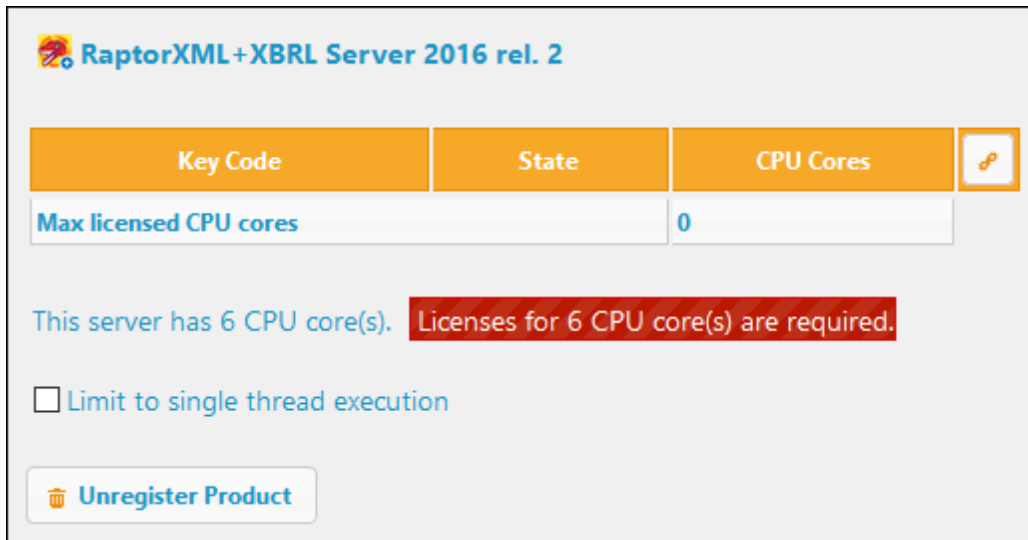 RaptorXML+XBRL Server 2016 rel. 2
Key Code State CPU Cores
Max licensed CPU cores 0
This server has 6 CPU core(s). Licenses for 6 CPU core(s) are required.
Limit to single thread execution
Unregister Product